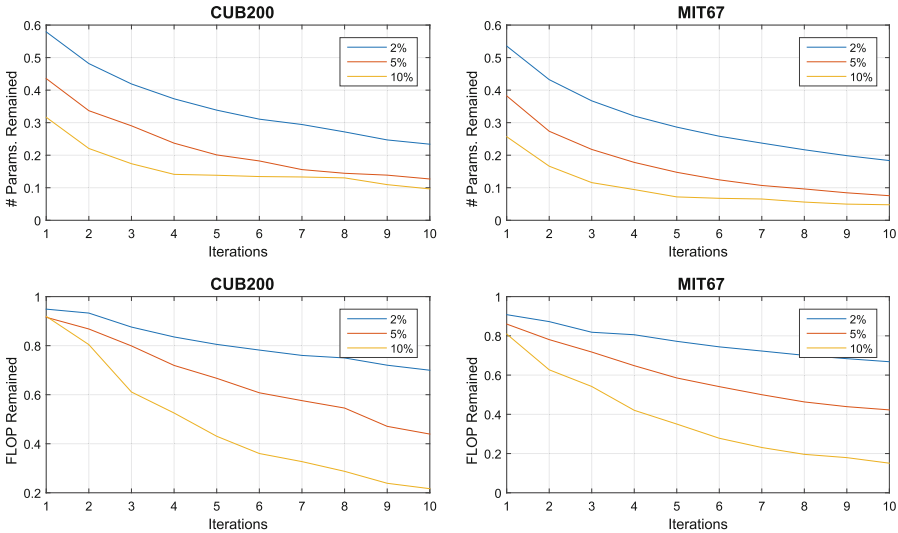 CUB200
# Params. Remained
0.6
0.5
0.4
0.3
0.2
0.1
0
1 2 3 4 5 6 7 8 9 10
Iterations
2%
5%
10%
MIT67
# Params. Remained
0.6
0.5
0.4
0.3
0.2
0.1
0
1 2 3 4 5 6 7 8 9 10
Iterations
2%
5%
10%
CUB200
FLOP Remained
1
0.8
0.6
0.4
0.2
1 2 3 4 5 6 7 8 9 10
Iterations
2%
5%
10%
MIT67
FLOP Remained
1
0.8
0.6
0.4
0.2
0
1 2 3 4 5 6 7 8 9 10
Iterations
2%
5%
10%